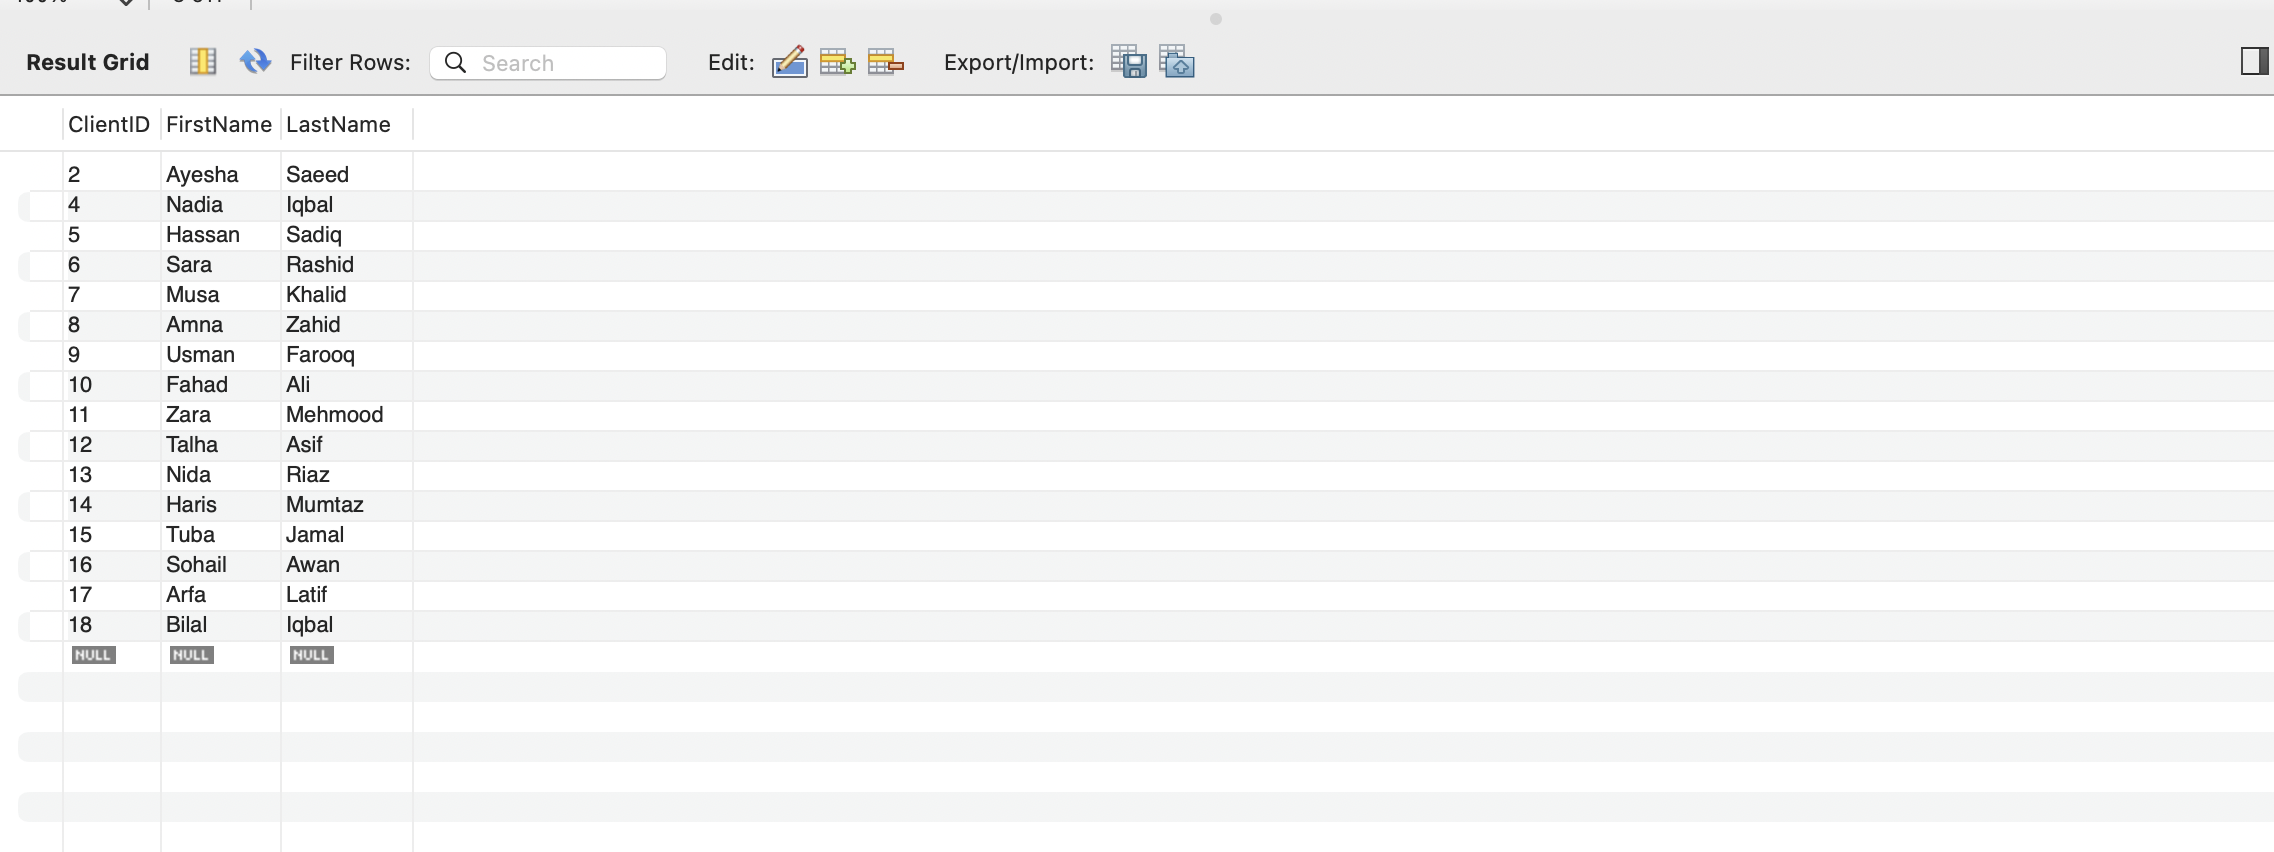 Result Grid Filter Rows: Search Edit: Export/Import:
ClientID FirstName LastName
2 Ayesha Saeed
4 Nadia Iqbal
5 Hassan Sadiq
6 Sara Rashid
7 Musa Khalid
8 Amna Zahid
9 Usman Farooq
10 Fahad Ali
11 Zara Mehmood
12 Talha Asif
13 Nida Riaz
14 Haris Mumtaz
15 Tuba Jamal
16 Sohail Awan
17 Arfa Latif
18 Bilal Iqbal
NULL NULL NULL